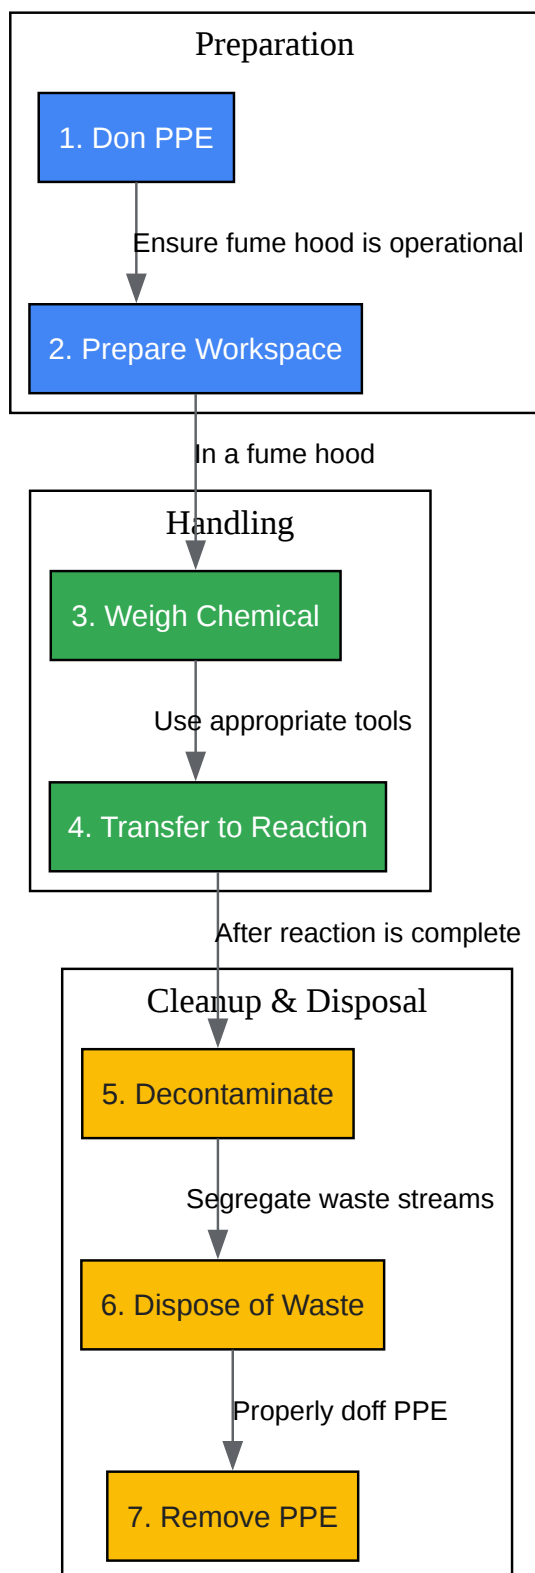 Preparation
1. Don PPE
Ensure fume hood is operational
2. Prepare Workspace
In a fume hood
Handling
3. Weigh Chemical
Use appropriate tools
4. Transfer to Reaction
After reaction is complete
Cleanup & Disposal
5. Decontaminate
Segregate waste streams
6. Dispose of Waste
Properly doff PPE
7. Remove PPE